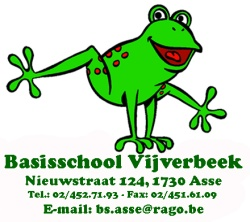 Basisschool Vijverbeek
Nieuwstraat 124, 1730 Asse
Tel.: 02/452.71.93 - Fax: 02/451.61.09
E-mail: bs.asse@rago.be